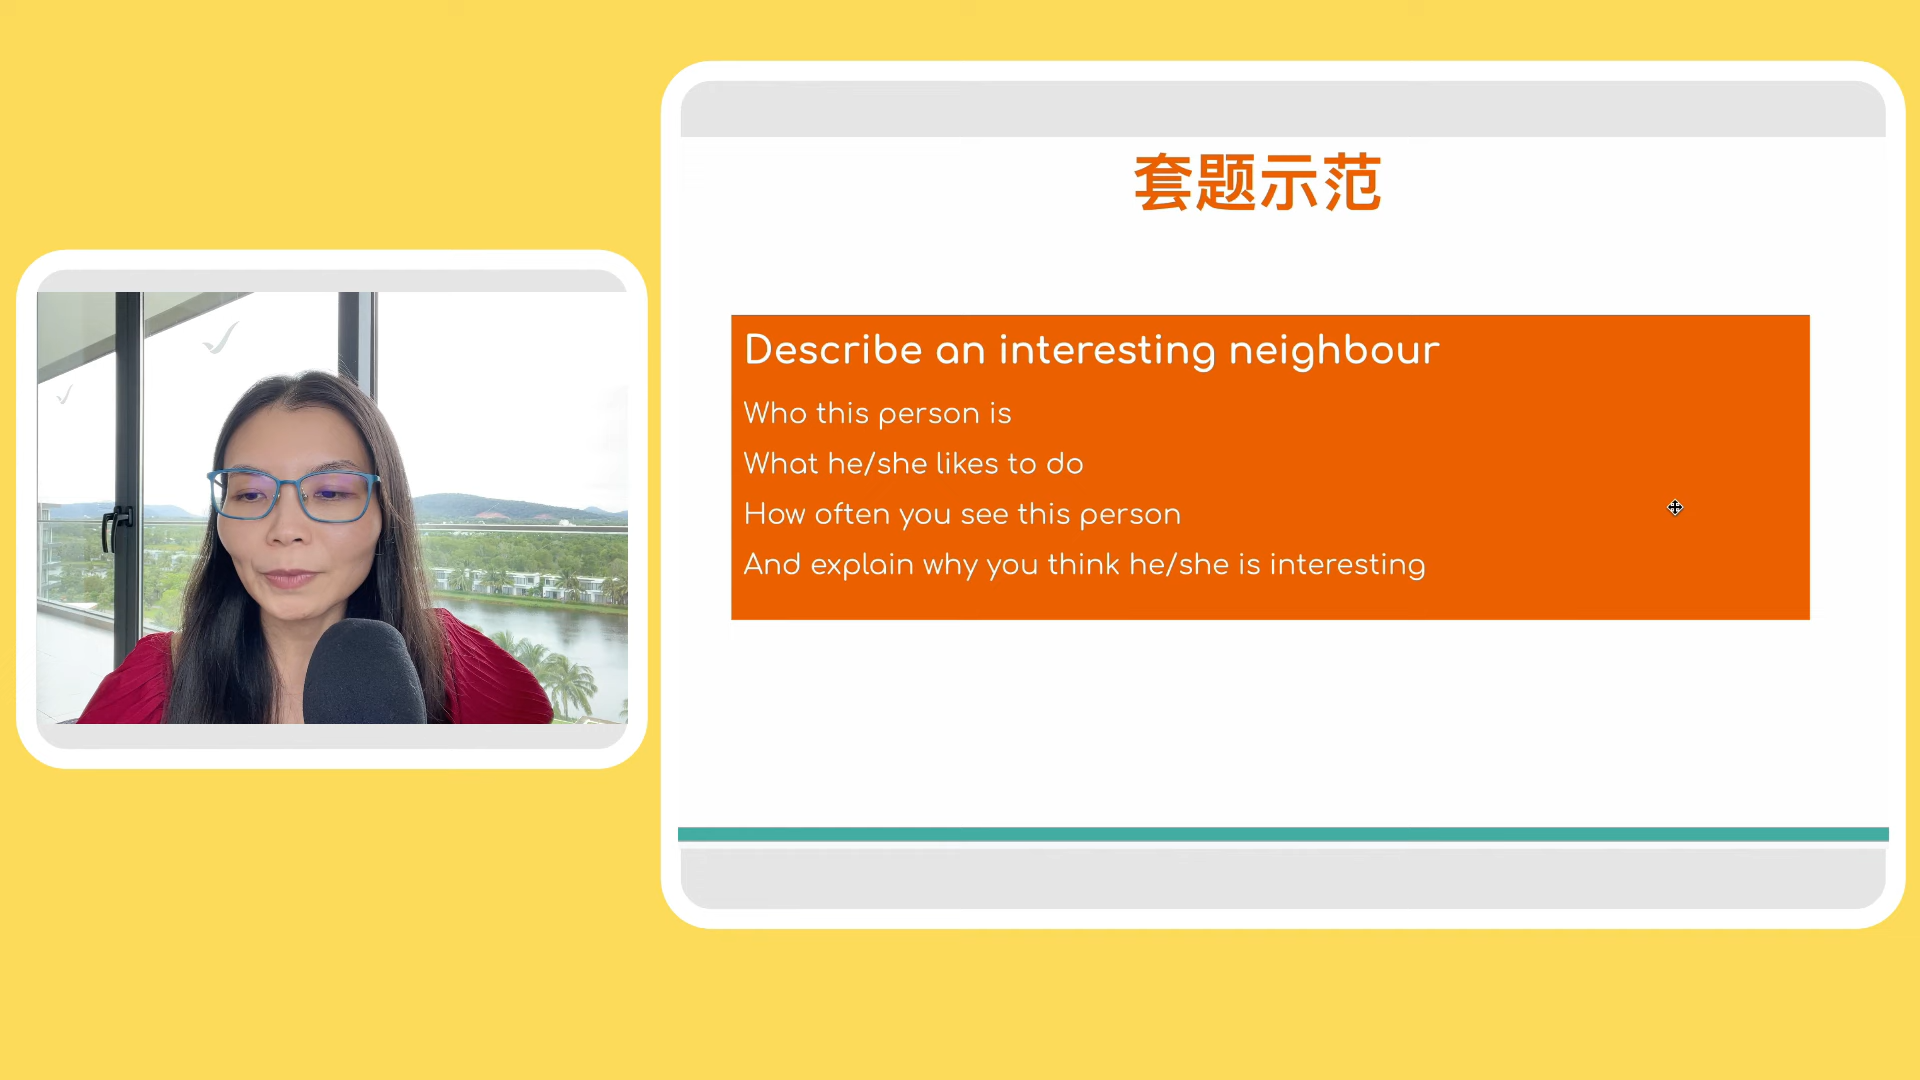 套题示范
Describe an interesting neighbour
Who this person is
What he/she likes to do
How often you see this person
And explain why you think he/she is interesting